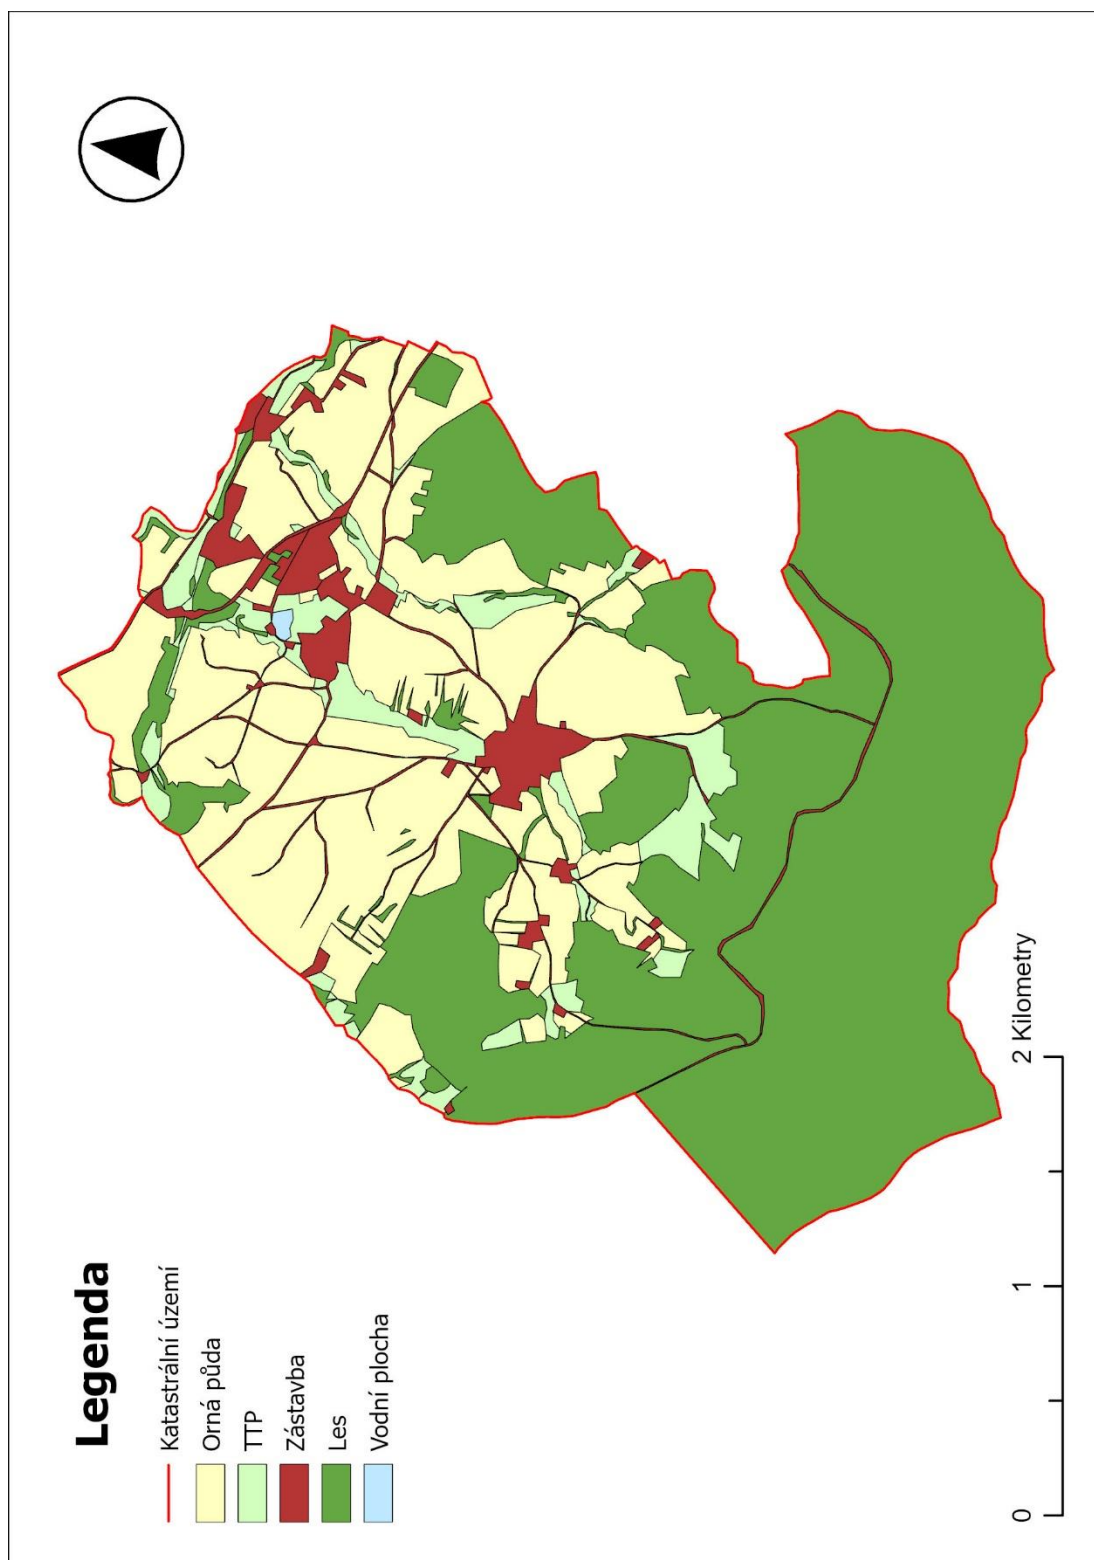 Legenda
Katastrální území
Orná půda
TTP
Zástavba
Les
Vodní plocha
0 1 2 Kilometry